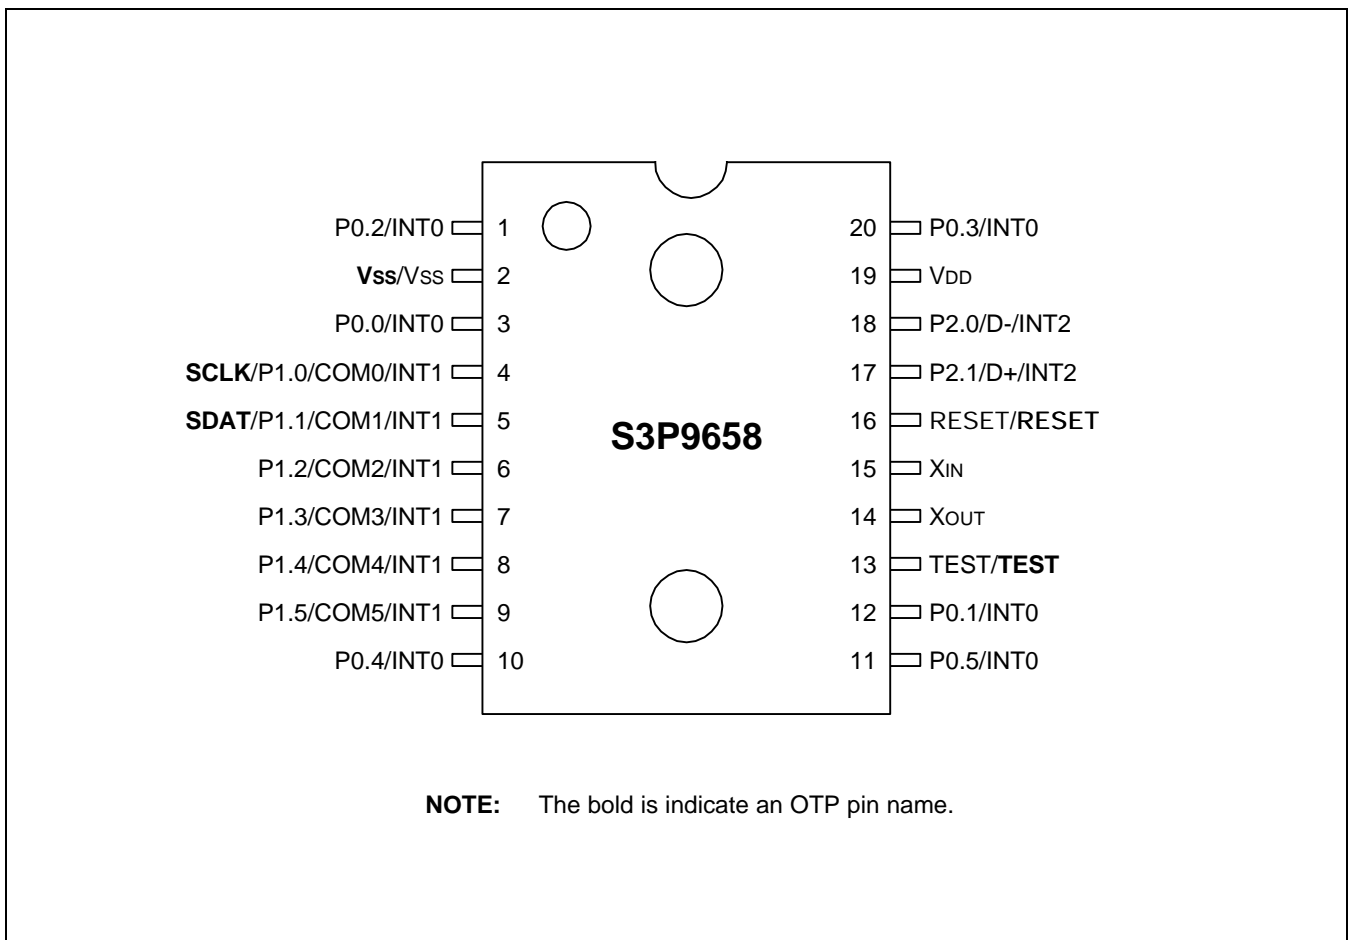 P0.2/INT0 1 20 P0.3/INT0
Vss/Vss 2 19 VDD
P0.0/INT0 3 18 P2.0/D-/INT2
SCLK/P1.0/COM0/INT1 4 17 P2.1/D+/INT2
SDAT/P1.1/COM1/INT1 5 16 RESET/RESET
S3P9658
P1.2/COM2/INT1 6 15 XIN
P1.3/COM3/INT1 7 14 XOUT
P1.4/COM4/INT1 8 13 TEST/TEST
P1.5/COM5/INT1 9 12 P0.1/INT0
P0.4/INT0 10 11 P0.5/INT0
NOTE: The bold is indicate an OTP pin name.